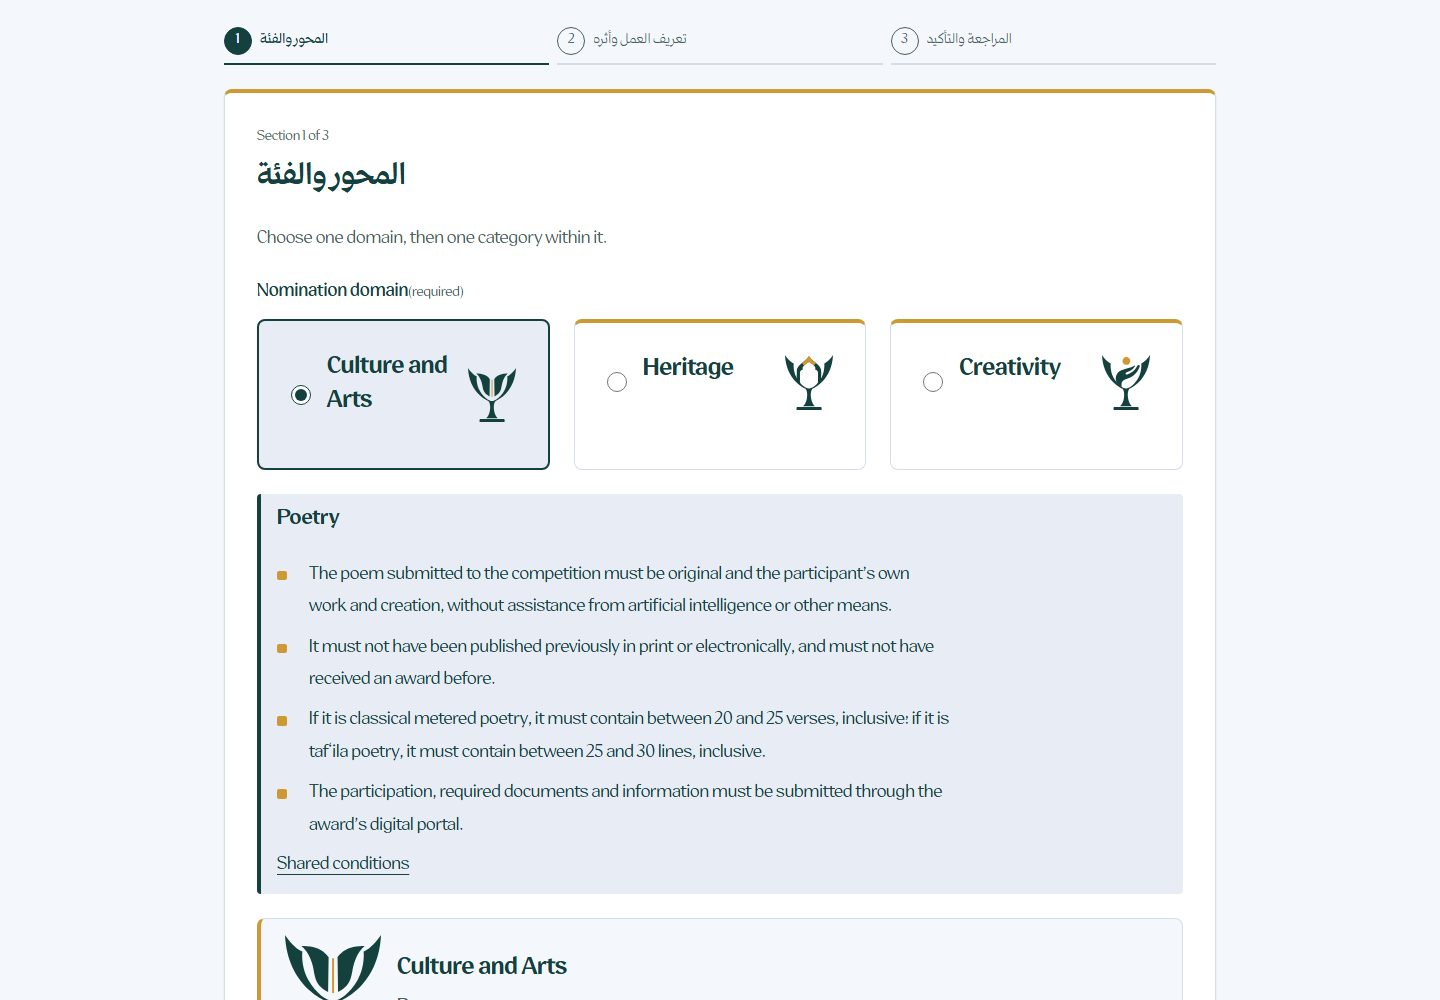 1 المحور والفئة
2 تعريف العمل وأثره
3 المراجعة والتأكيد
Section 1 of 3
المحور والفئة
Choose one domain, then one category within it.
Nomination domain(required)
Culture and
Arts
Heritage
Creativity
Poetry
The poem submitted to the competition must be original and the participant’s own
work and creation, without assistance from artificial intelligence or other means.
It must not have been published previously in print or electronically, and must not have
received an award before.
If it is classical metered poetry, it must contain between 20 and 25 verses, inclusive; if it is
taf‘ila poetry, it must contain between 25 and 30 lines, inclusive.
The participation, required documents and information must be submitted through the
award’s digital portal.
Shared conditions
Culture and Arts